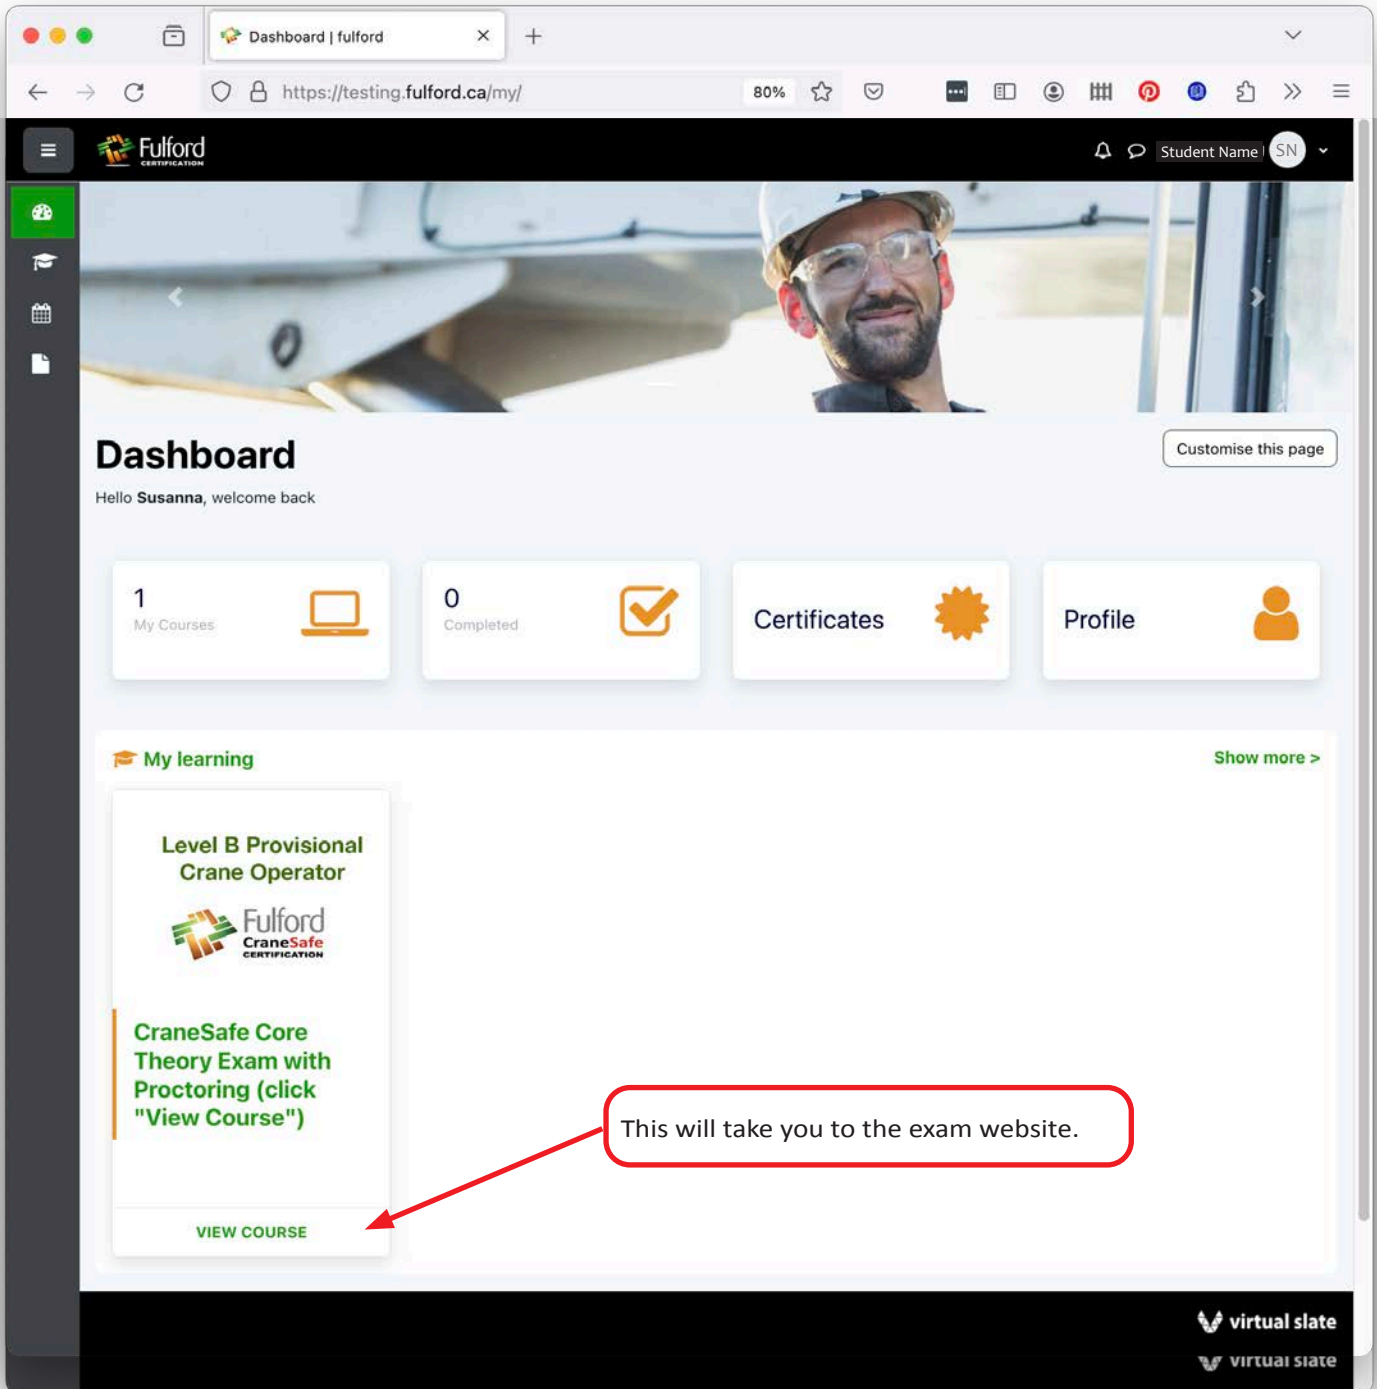 Dashboard | fulford
https://testing.fulford.ca/my/
80%
Fulford
CERTIFICATION
Student Name
SN
Dashboard
Customise this page
Hello Susanna, welcome back
1
My Courses
0
Completed
Certificates
Profile
My learning
Show more >
Level B Provisional
Crane Operator
Fulford
CraneSafe
CERTIFICATION
CraneSafe Core
Theory Exam with
Proctoring (click
"View Course")
This will take you to the exam website.
VIEW COURSE
virtual slate
virtual slate